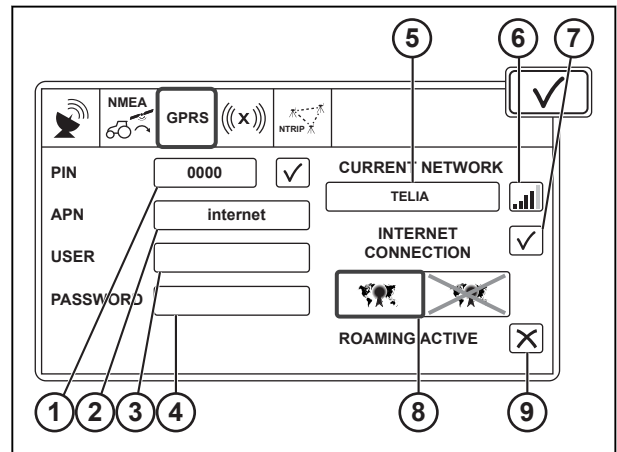 5 6 7
NMEA
GPRS
((x))
NTRIP
PIN 0000
APN internet
USER
PASSWORD
CURRENT NETWORK
TELIA
INTERNET
CONNECTION
ROAMING ACTIVE
1 2 3 4 8 9